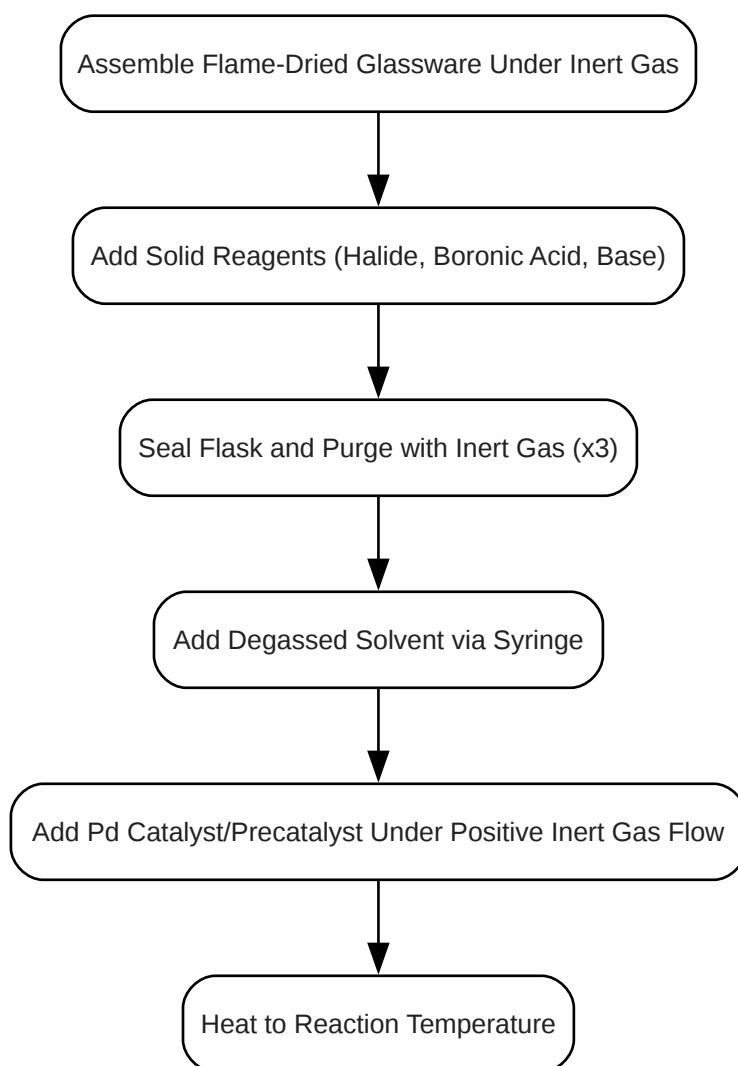 Assemble Flame-Dried Glassware Under Inert Gas
Add Solid Reagents (Halide, Boronic Acid, Base)
Seal Flask and Purge with Inert Gas (x3)
Add Degassed Solvent via Syringe
Add Pd Catalyst/Precatalyst Under Positive Inert Gas Flow
Heat to Reaction Temperature